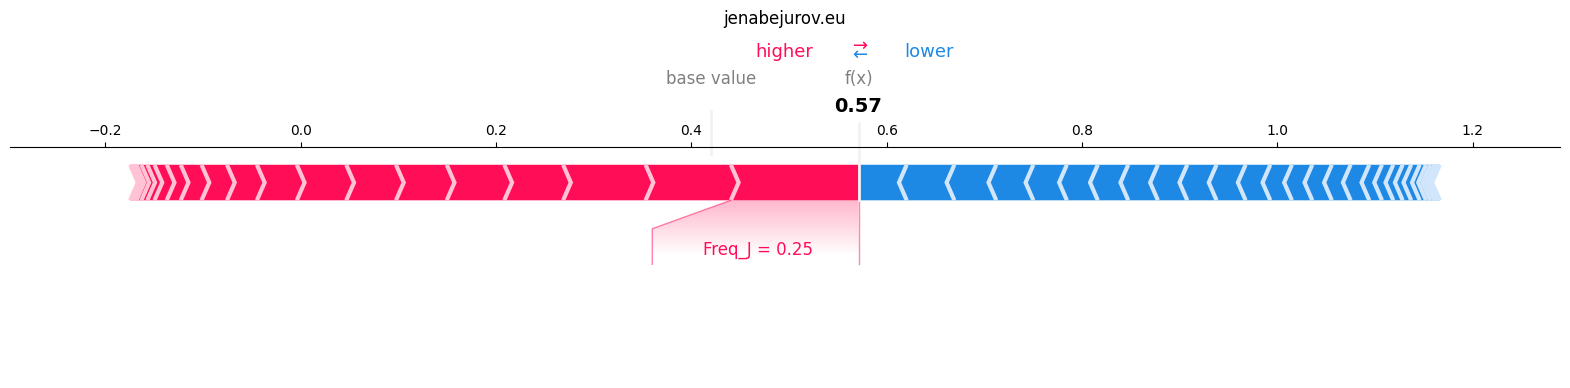 jenabejurov.eu
higher → ← lower
base value f(x)
0.57
−0.2 0.0 0.2 0.4 0.6 0.8 1.0 1.2
Freq_J = 0.25